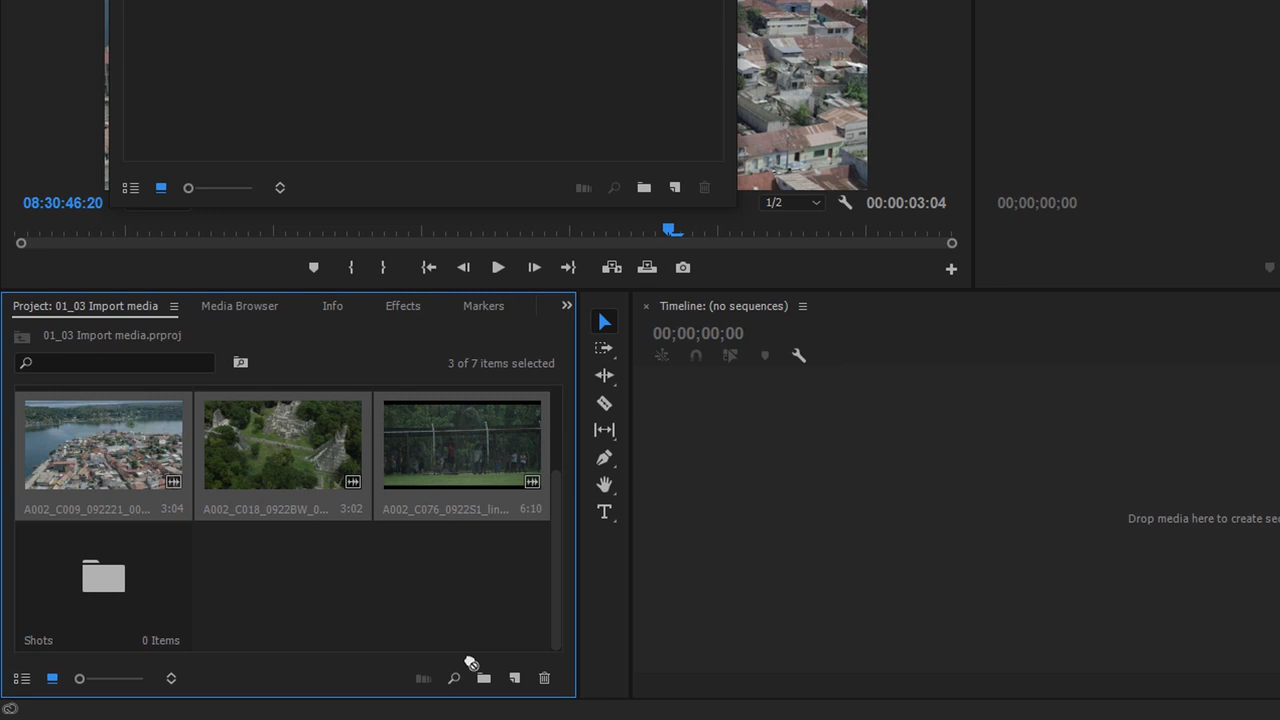 08:30:46:20
1/2
00:00:03:04
00;00;00;00
Project: 01_03 Import media
Media Browser
Info
Effects
Markers
01_03 Import media.prproj
3 of 7 items selected
A002_C009_092221_00... 3:04
A002_C018_0922BW_0... 3:02
A002_C076_0922S1_lin... 6:10
Shots 0 Items
Timeline: (no sequences)
00;00;00;00
Drop media here to create se